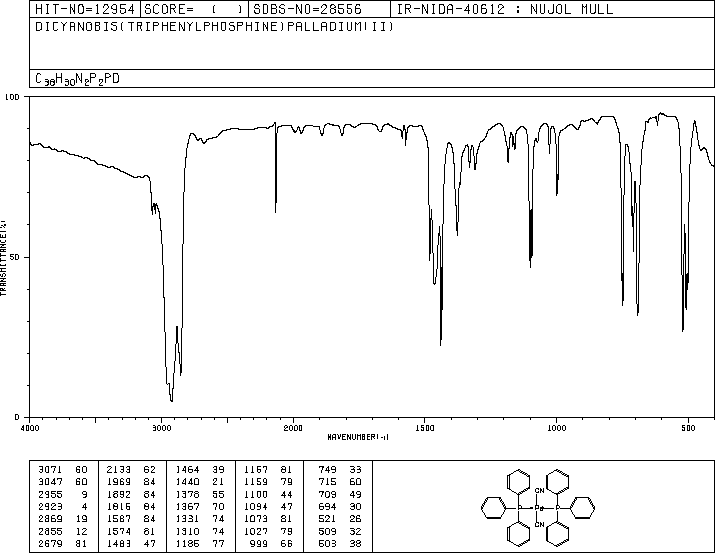 HIT-NO=12954 SCORE= ( ) SDBS-NO=28556 IR-NIDA-40612 : NUJOL MULL
DICYANOBIS(TRIPHENYLPHOSPHINE)PALLADIUM(II)
C38H30N2P2PD
100
50
0
TRANSMITTANCE(%)
4000 3000 2000 1500 1000 500
WAVENUMBER(-1)
3071 60 2133 62 1464 39 1167 81 749 33
3047 60 1969 84 1440 21 1159 79 715 60
2955 9 1892 84 1378 55 1100 44 709 49
2923 4 1816 84 1367 70 1094 47 694 30
2869 19 1587 84 1331 74 1073 81 521 26
2855 12 1574 81 1310 74 1027 79 509 32
2679 81 1483 47 1186 77 999 66 503 38
CN
P Pd P
CN